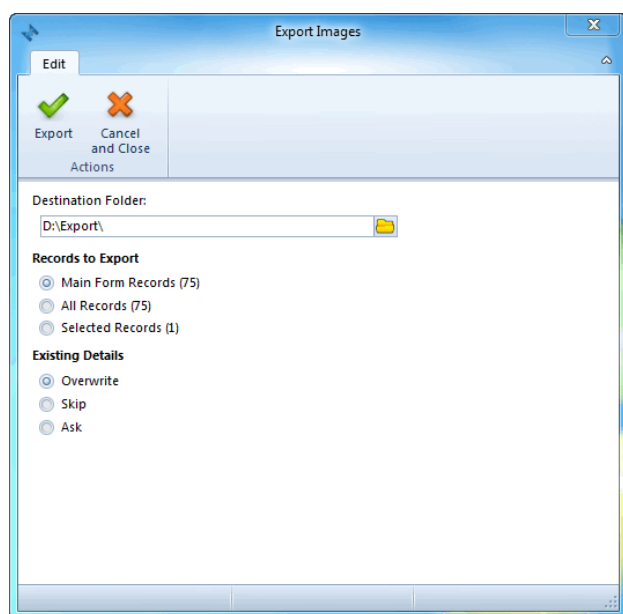 Export Images
Edit
Export
Cancel
and Close
Actions
Destination Folder:
D:\Export\
Records to Export
Main Form Records (75)
All Records (75)
Selected Records (1)
Existing Details
Overwrite
Skip
Ask